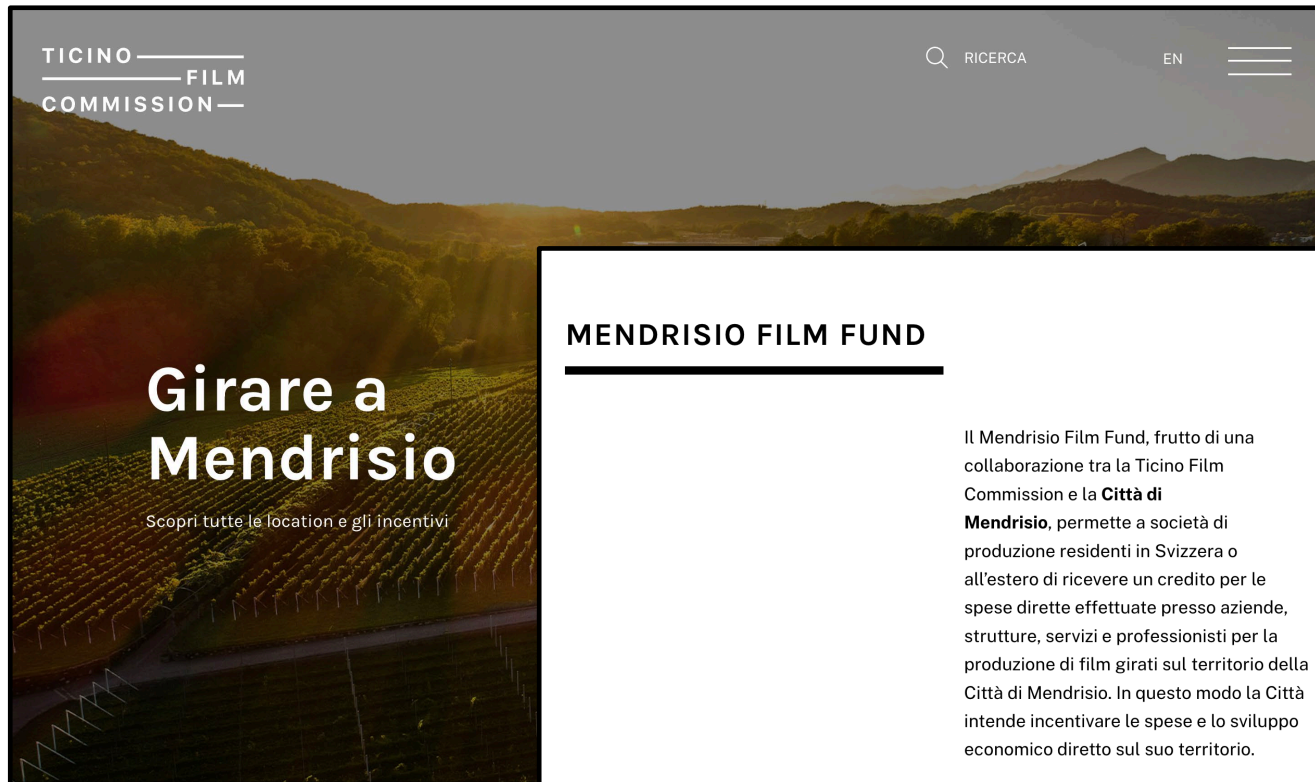 TICINO
FILM
COMMISSION
RICERCA
EN
Girare a
Mendrisio
Scopri tutte le location e gli incentivi
MENDRISIO FILM FUND
Il Mendrisio Film Fund, frutto di una
collaborazione tra la Ticino Film
Commission e la Città di
Mendrisio, permette a società di
produzione residenti in Svizzera o
all’estero di ricevere un credito per le
spese dirette effettuate presso aziende,
strutture, servizi e professionisti per la
produzione di film girati sul territorio della
Città di Mendrisio. In questo modo la Città
intende incentivare le spese e lo sviluppo
economico diretto sul suo territorio.